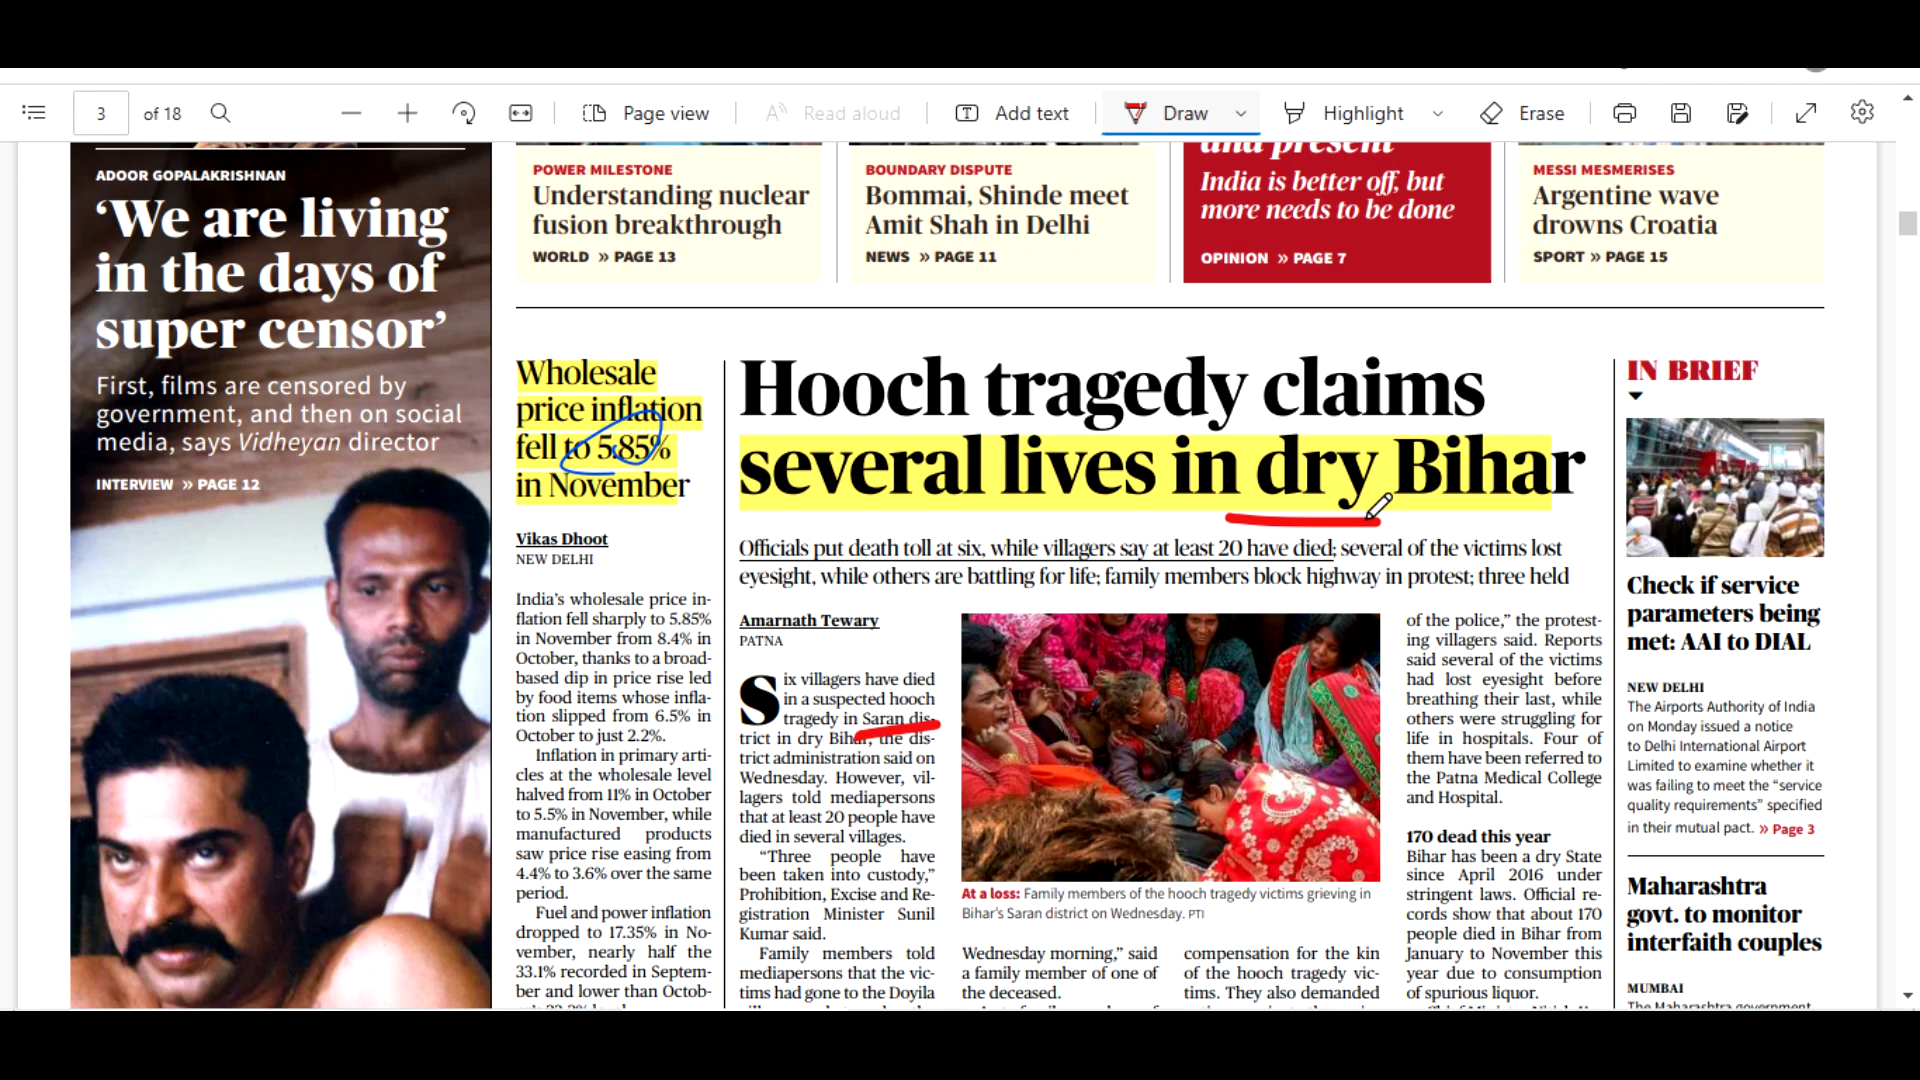 3 of 18
Page view
Read aloud
Add text
Draw
Highlight
Erase
ADOOR GOPALAKRISHNAN
‘We are living
in the days of
super censor’
First, films are censored by
government, and then on social
media, says Vidheyan director
INTERVIEW » PAGE 12
POWER MILESTONE
Understanding nuclear
fusion breakthrough
WORLD » PAGE 13
BOUNDARY DISPUTE
Bommai, Shinde meet
Amit Shah in Delhi
NEWS » PAGE 11
and present
India is better off, but
more needs to be done
OPINION » PAGE 7
MESSI MESMERISES
Argentine wave
drowns Croatia
SPORT » PAGE 15
Wholesale
price inflation
fell to 5.85%
in November
Vikas Dhoot
NEW DELHI
India’s wholesale price in-
flation fell sharply to 5.85%
in November from 8.4% in
October, thanks to a broad-
based dip in price rise led
by food items whose infla-
tion slipped from 6.5% in
October to just 2.2%.
Inflation in primary arti-
cles at the wholesale level
halved from 11% in October
to 5.5% in November, while
manufactured products
saw price rise easing from
4.4% to 3.6% over the same
period.
Fuel and power inflation
dropped to 17.35% in No-
vember, nearly half the
33.1% recorded in Septem-
ber and lower than Octob-
Hooch tragedy claims
several lives in dry Bihar
Officials put death toll at six, while villagers say at least 20 have died; several of the victims lost
eyesight, while others are battling for life; family members block highway in protest; three held
Amarnath Tewary
PATNA
Six villagers have died
in a suspected hooch
tragedy in Saran dis-
trict in dry Bihar, the dis-
trict administration said on
Wednesday. However, vil-
lagers told mediapersons
that at least 20 people have
died in several villages.
“Three people have
been taken into custody,”
Prohibition, Excise and Re-
gistration Minister Sunil
Kumar said.
Family members told
mediapersons that the vic-
tims had gone to the Doyila
At a loss: Family members of the hooch tragedy victims grieving in
Bihar’s Saran district on Wednesday. PTI
Wednesday morning,” said
a family member of one of
the deceased.
compensation for the kin
of the hooch tragedy vic-
tims. They also demanded
of the police,” the protest-
ing villagers said. Reports
said several of the victims
had lost eyesight before
breathing their last, while
others were struggling for
life in hospitals. Four of
them have been referred to
the Patna Medical College
and Hospital.
170 dead this year
Bihar has been a dry State
since April 2016 under
stringent laws. Official re-
cords show that about 170
people died in Bihar from
January to November this
year due to consumption
of spurious liquor.
IN BRIEF
Check if service
parameters being
met: AAI to DIAL
NEW DELHI
The Airports Authority of India
on Monday issued a notice
to Delhi International Airport
Limited to examine whether it
was failing to meet the “service
quality requirements” specified
in their mutual pact. » Page 3
Maharashtra
govt. to monitor
interfaith couples
MUMBAI
The Maharashtra government